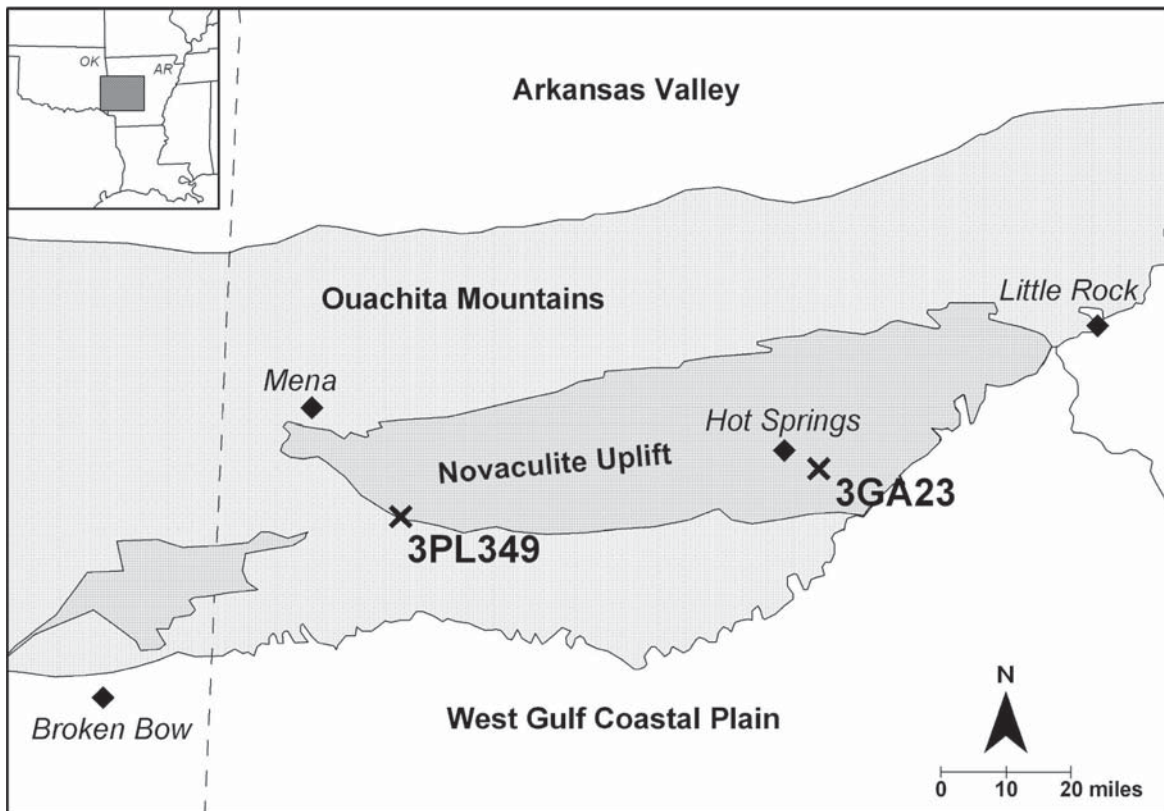 OK
AR
Arkansas Valley
Ouachita Mountains
Little Rock
Mena
Hot Springs
Novaculite Uplift
3GA23
3PL349
Broken Bow
West Gulf Coastal Plain
N
0 10 20 miles